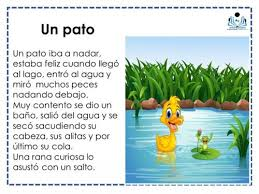 Un pato
Un pato iba a nadar,
estaba feliz cuando llegó
al lago, entró al agua y
miró muchos peces
nadando debajo.
Muy contento se dio un
baño, salió del agua y se
secó sacudiendo su
cabeza, sus alitas y por
último su cola.
Una rana curiosa lo
asustó con un salto.